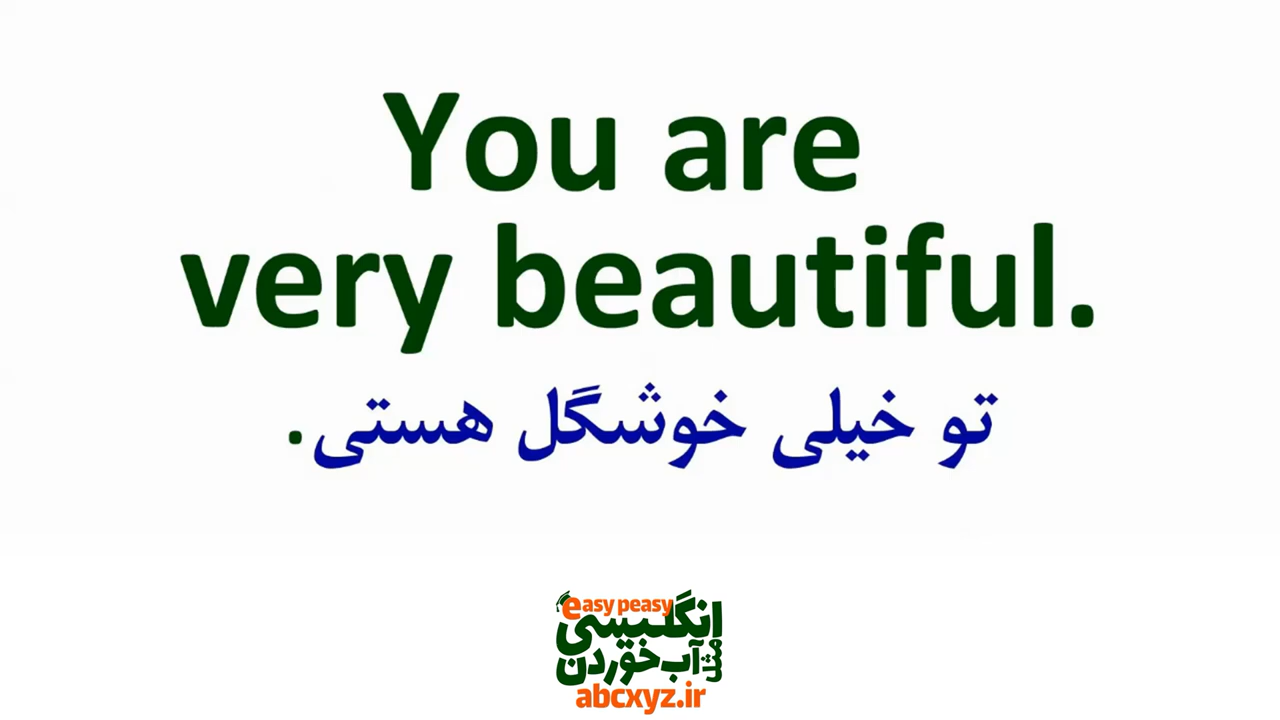 You are
very beautiful.
تو خیلی خوشگل هستی.
easy peasy
انگلیسی
مثل آب خوردن
abcxyz.ir